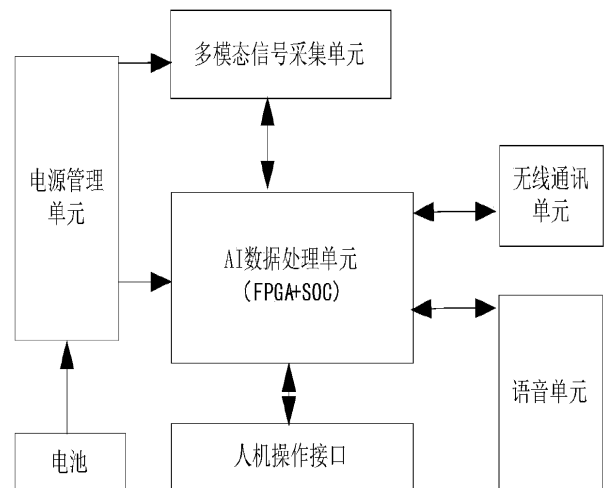 多模态信号采集单元
电源管理
单元
无线通讯
单元
AI数据处理单元
(FPGA+SOC)
语音单元
电池
人机操作接口